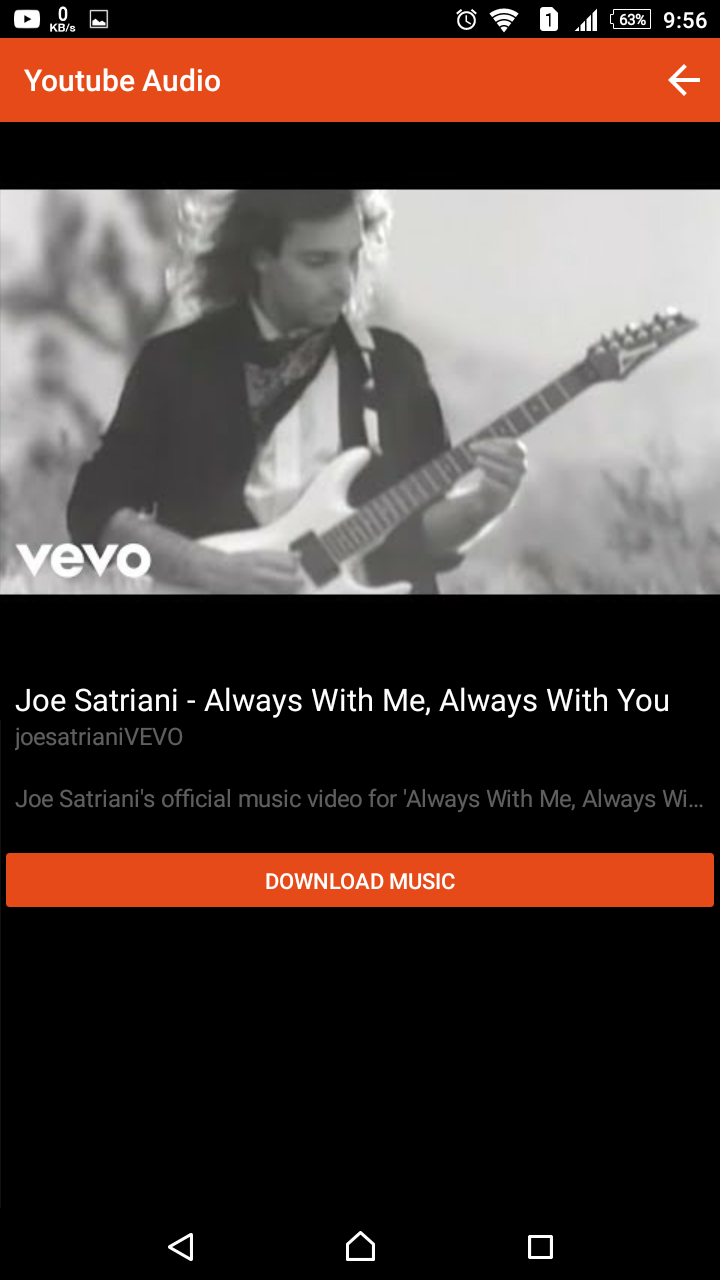 0
KB/s
1
63%
9:56
Youtube Audio
vevo
Joe Satriani - Always With Me, Always With You
joesatrianiVEVO
Joe Satriani's official music video for 'Always With Me, Always Wi...
DOWNLOAD MUSIC